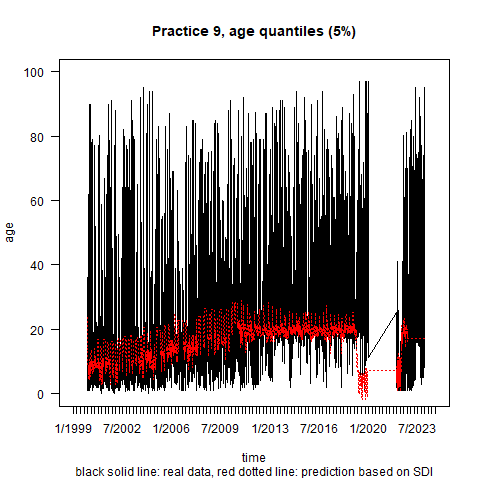 Practice 9, age quantiles (5%)
100
80
60
40
20
0
age
1/1999 7/2002 1/2006 7/2009 1/2013 7/2016 1/2020 7/2023
time
black solid line: real data, red dotted line: prediction based on SDI